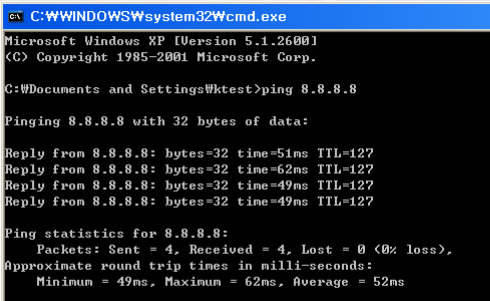 C:₩WINDOWS₩system32₩cmd.exe
Microsoft Windows XP [Version 5.1.2600]
(C) Copyright 1985-2001 Microsoft Corp.
C:₩Documents and Settings₩ktest>ping 8.8.8.8
Pinging 8.8.8.8 with 32 bytes of data:
Reply from 8.8.8.8: bytes=32 time=51ms TTL=127
Reply from 8.8.8.8: bytes=32 time=62ms TTL=127
Reply from 8.8.8.8: bytes=32 time=49ms TTL=127
Reply from 8.8.8.8: bytes=32 time=49ms TTL=127
Ping statistics for 8.8.8.8:
Packets: Sent = 4, Received = 4, Lost = 0 (0% loss),
Approximate round trip times in milli-seconds:
Minimum = 49ms, Maximum = 62ms, Average = 52ms